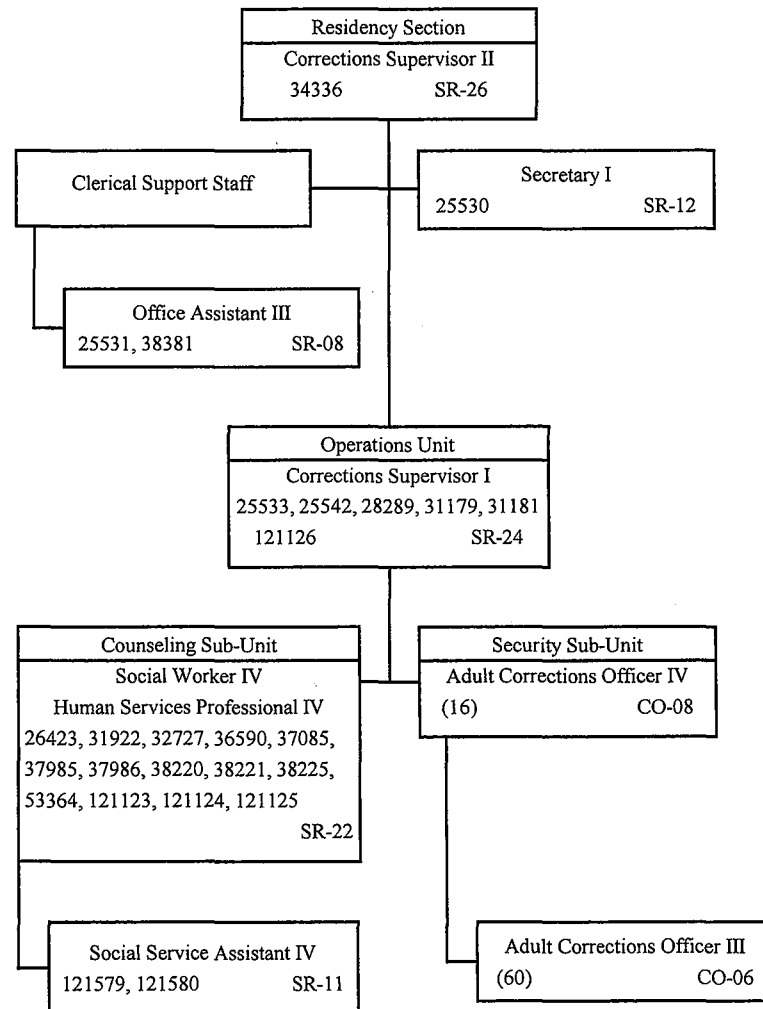 Residency Section
Corrections Supervisor II
34336 SR-26
Clerical Support Staff
Secretary I
25530 SR-12
Office Assistant III
25531, 38381 SR-08
Operations Unit
Corrections Supervisor I
25533, 25542, 28289, 31179, 31181
121126 SR-24
Counseling Sub-Unit
Social Worker IV
Human Services Professional IV
26423, 31922, 32727, 36590, 37085,
37985, 37986, 38220, 38221, 38225,
53364, 121123, 121124, 121125
SR-22
Security Sub-Unit
Adult Corrections Officer IV
(16) CO-08
Social Service Assistant IV
121579, 121580 SR-11
Adult Corrections Officer III
(60) CO-06